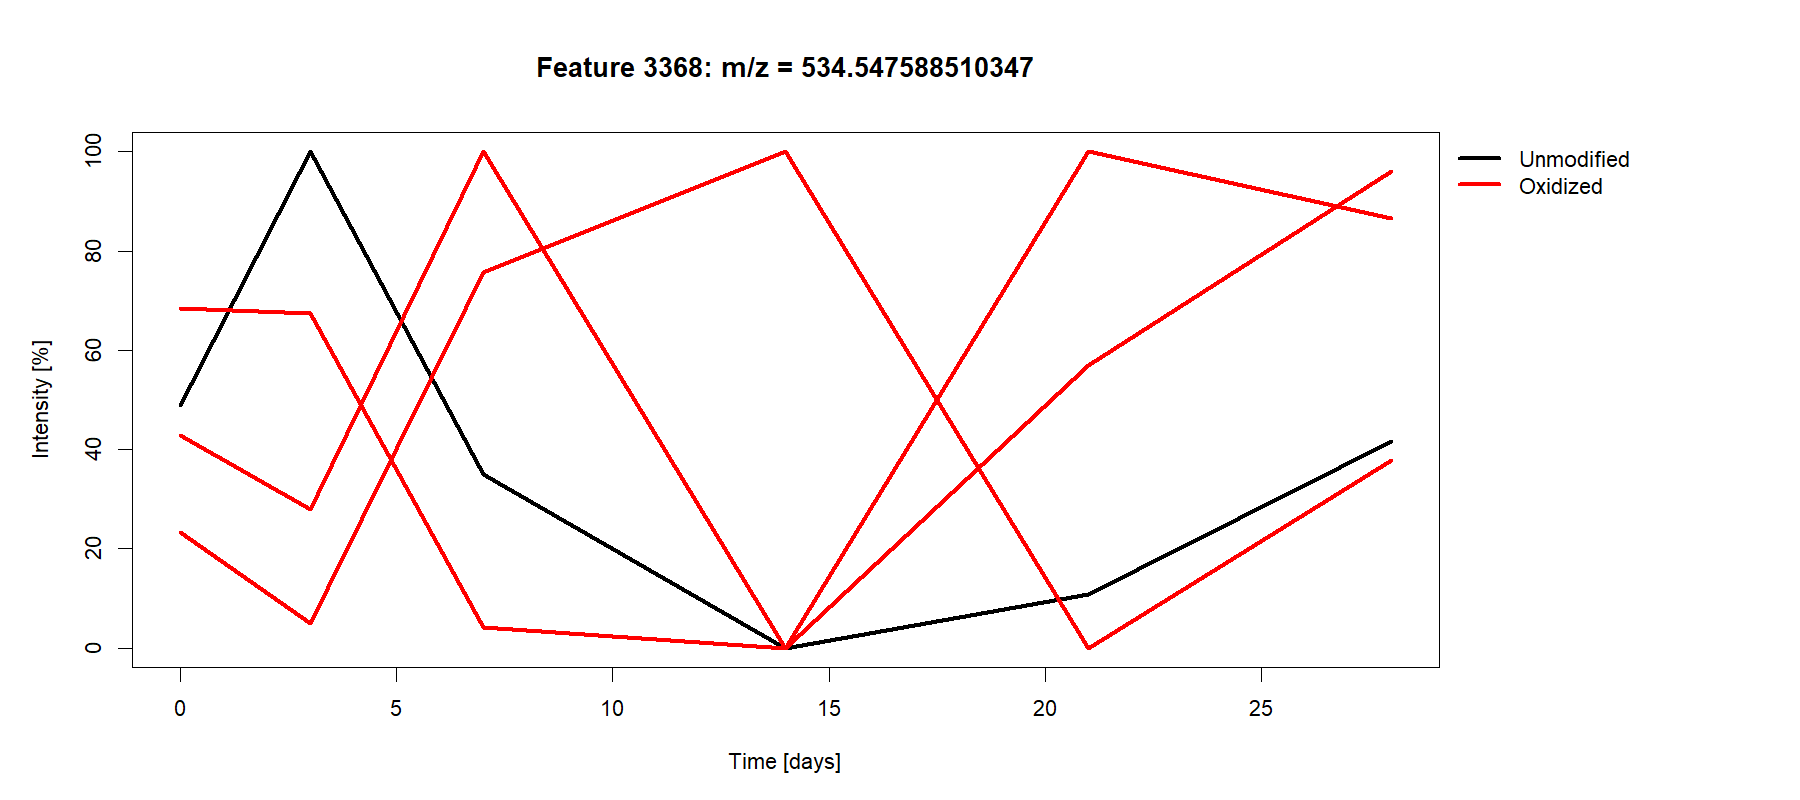 Feature 3368: m/z = 534.547588510347
Unmodified
Oxidized
Intensity [%]
100
80
60
40
20
0
0 5 10 15 20 25
Time [days]